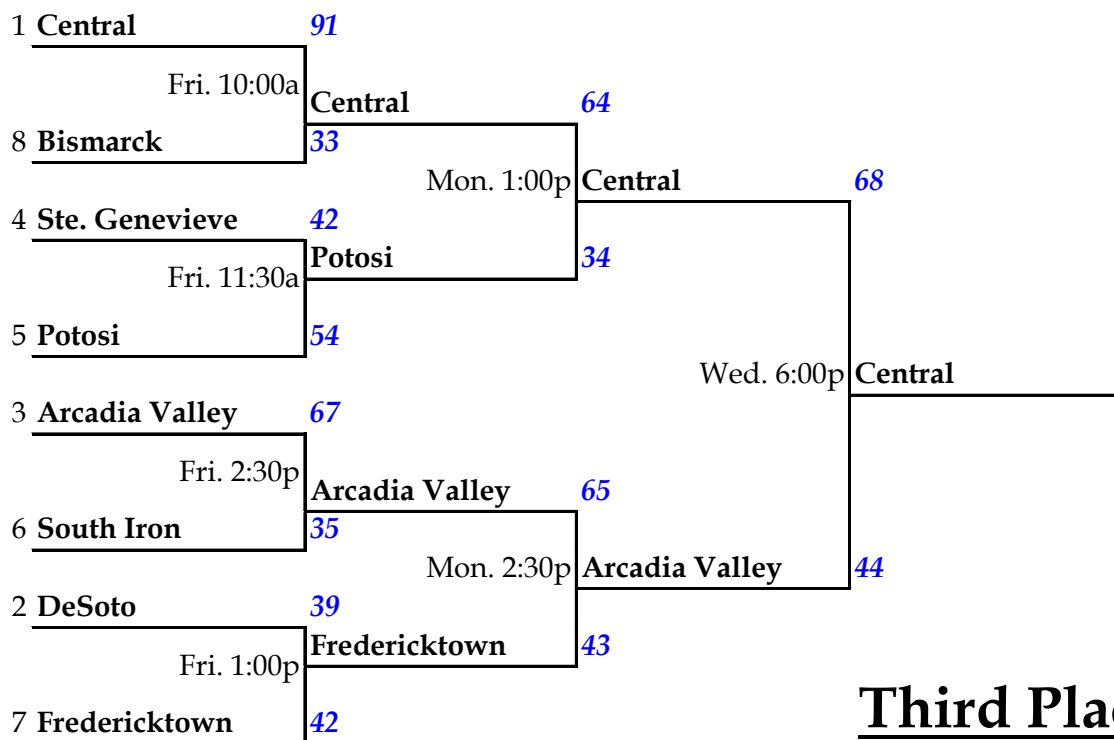 1 Central 91
Fri. 10:00a
Central 64
8 Bismarck 33
Mon. 1:00p Central 68
4 Ste. Genevieve 42
Potosi 34
Fri. 11:30a
5 Potosi 54
Wed. 6:00p Central
3 Arcadia Valley 67
Fri. 2:30p
Arcadia Valley 65
6 South Iron 35
Mon. 2:30p Arcadia Valley 44
2 DeSoto 39
Fredericktown 43
Fri. 1:00p
7 Fredericktown 42
Third